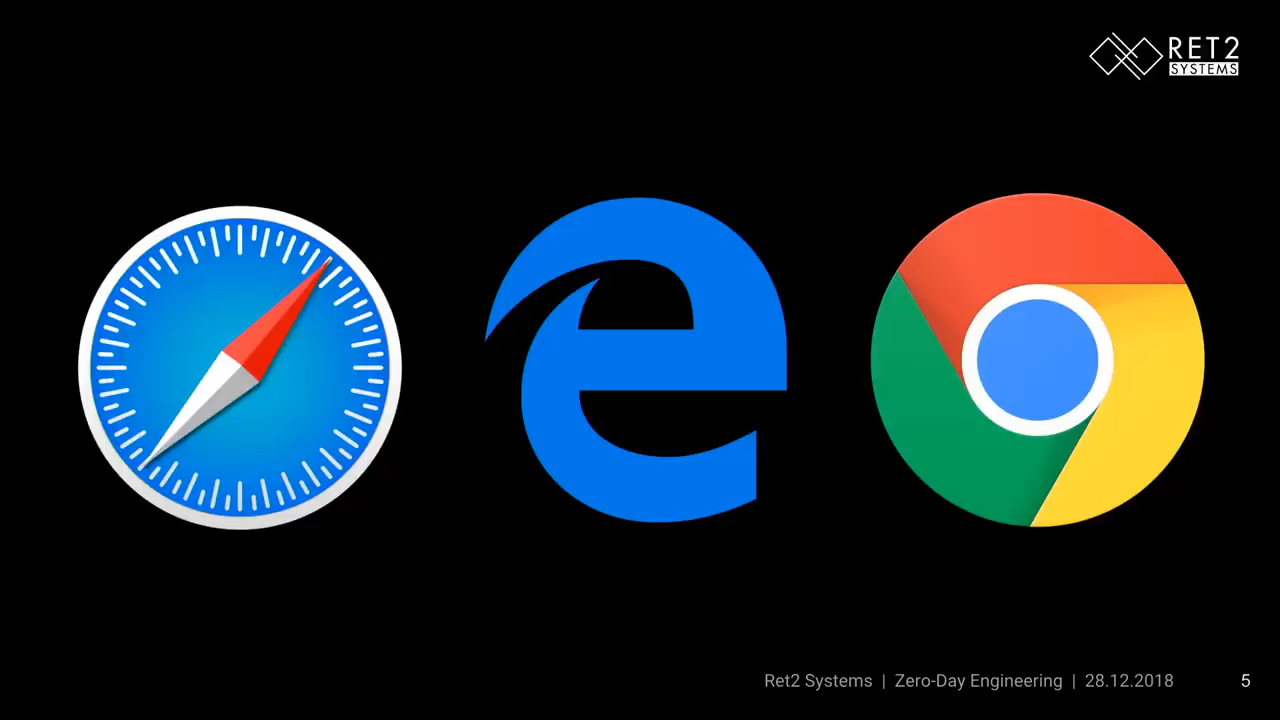 RET2
SYSTEMS
Ret2 Systems | Zero-Day Engineering | 28.12.2018
5